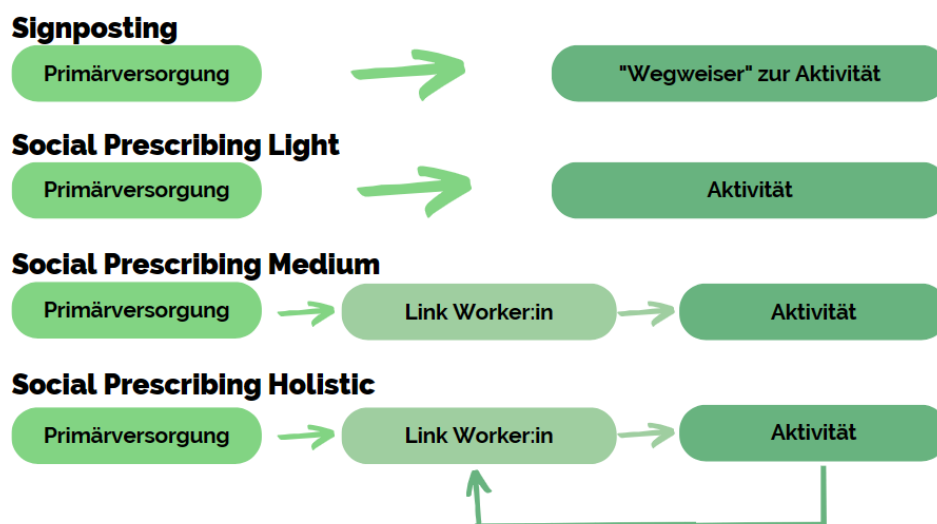 Signposting
Primärversorgung
"Wegweiser" zur Aktivität
Social Prescribing Light
Primärversorgung
Aktivität
Social Prescribing Medium
Primärversorgung
Link Worker:in
Aktivität
Social Prescribing Holistic
Primärversorgung
Link Worker:in
Aktivität